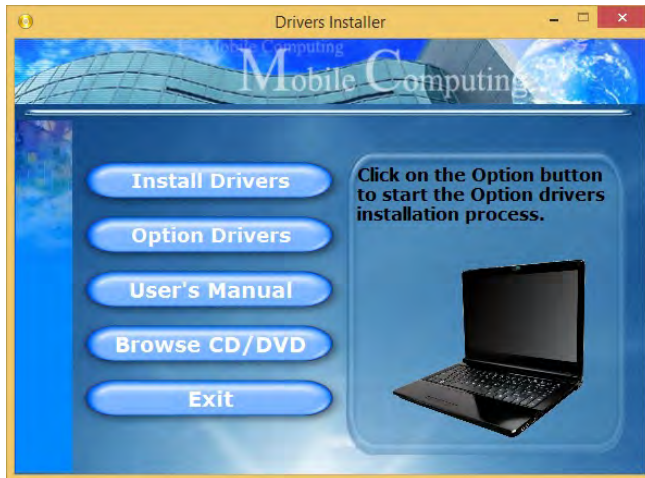 Drivers Installer
Mobile Computing
Mobile Computing
Install Drivers
Click on the Option button
to start the Option drivers
installation process.
Option Drivers
User's Manual
Browse CD/DVD
Exit